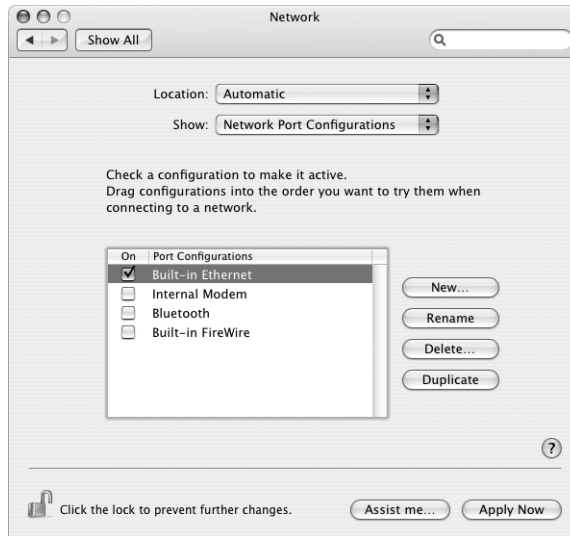 Network
Show All
Location: Automatic
Show: Network Port Configurations
Check a configuration to make it active.
Drag configurations into the order you want to try them when
connecting to a network.
On Port Configurations
Built-in Ethernet
Internal Modem
Bluetooth
Built-in FireWire
New...
Rename
Delete...
Duplicate
?
Click the lock to prevent further changes.
Assist me...
Apply Now